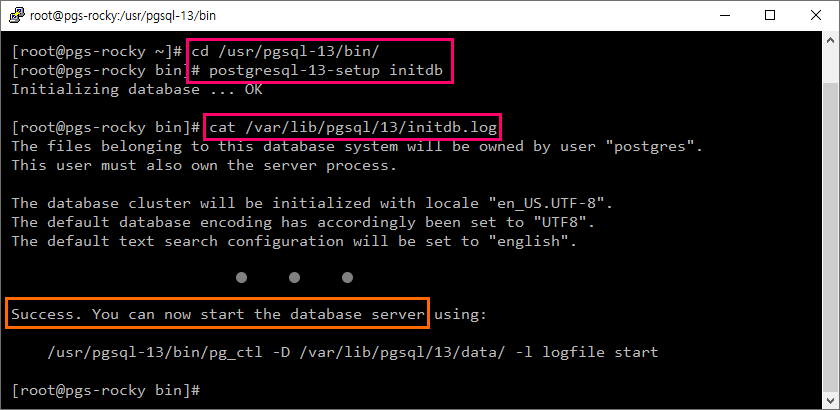 root@pgs-rocky:/usr/pgsql-13/bin
[root@pgs-rocky ~]# cd /usr/pgsql-13/bin/
[root@pgs-rocky bin]# postgresql-13-setup initdb
Initializing database ... OK
[root@pgs-rocky bin]# cat /var/lib/pgsql/13/initdb.log
The files belonging to this database system will be owned by user "postgres".
This user must also own the server process.
The database cluster will be initialized with locale "en_US.UTF-8".
The default database encoding has accordingly been set to "UTF8".
The default text search configuration will be set to "english".
Success. You can now start the database server using:
/usr/pgsql-13/bin/pg_ctl -D /var/lib/pgsql/13/data/ -l logfile start
[root@pgs-rocky bin]#